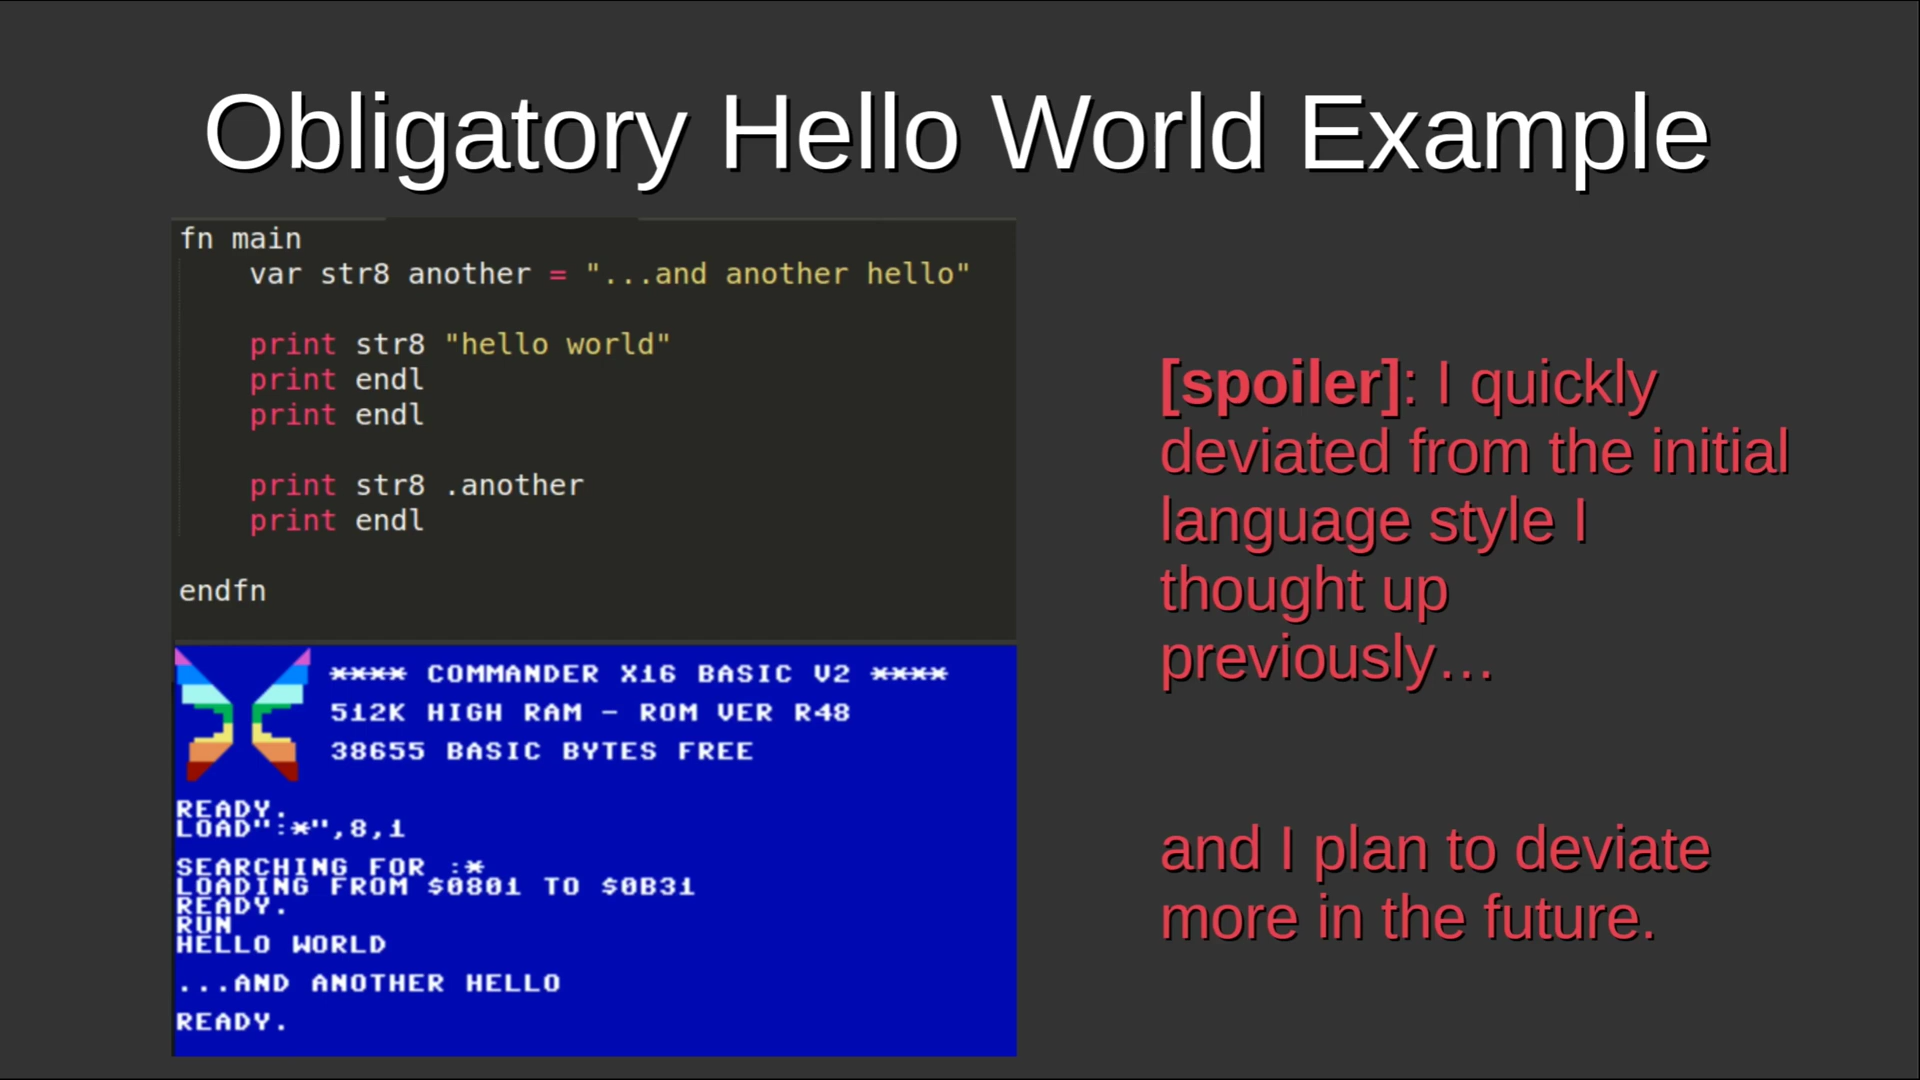 Obligatory Hello World Example
fn main
var str8 another = "...and another hello"
print str8 "hello world"
print endl
print endl
print str8 .another
print endl
endfn
**** COMMANDER X16 BASIC V2 ****
512K HIGH RAM - ROM VER R48
38655 BASIC BYTES FREE
READY.
LOAD":*",8,1
SEARCHING FOR :*
LOADING FROM $0801 TO $0B31
READY.
RUN
HELLO WORLD
...AND ANOTHER HELLO
READY.
[spoiler]: I quickly
deviated from the initial
language style I
thought up
previously…
and I plan to deviate
more in the future.